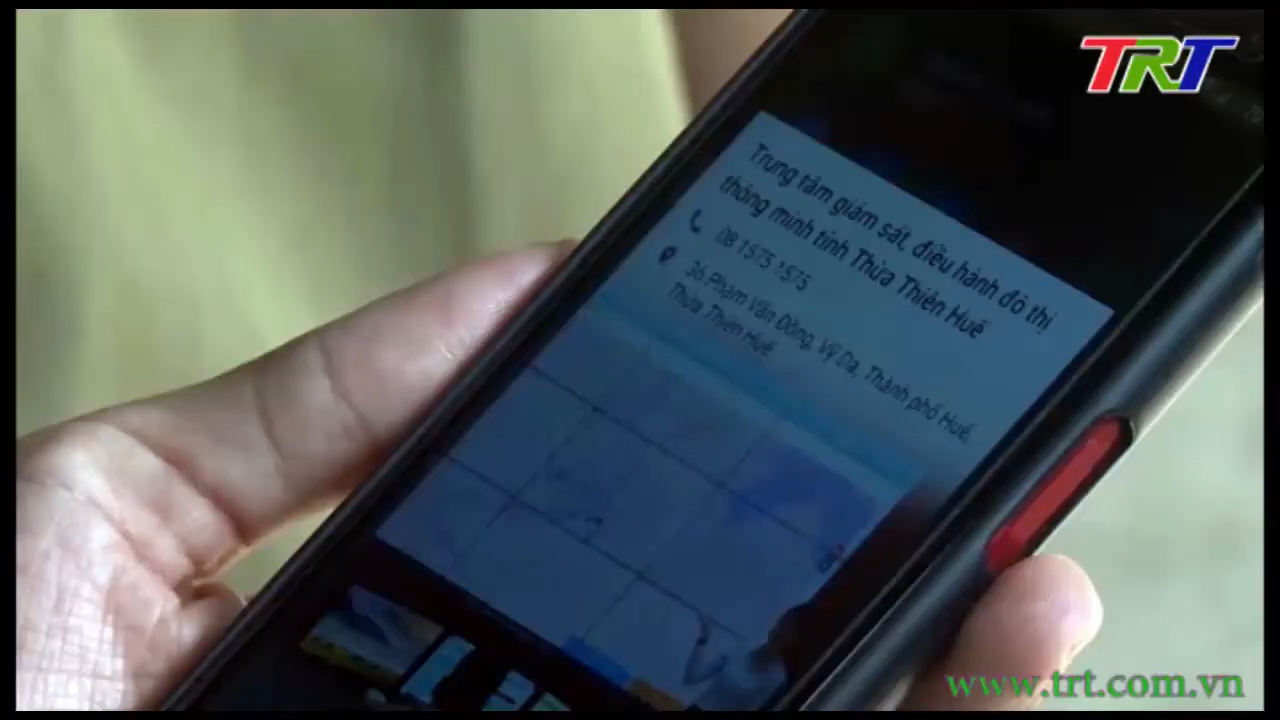 TRT
Trung tâm giám sát, điều hành đô thị
thông minh tỉnh Thừa Thiên Huế
08 1575 1575
36 Phạm Văn Đồng, Vỹ Dạ, Thành phố Huế,
Thừa Thiên Huế
www.trt.com.vn